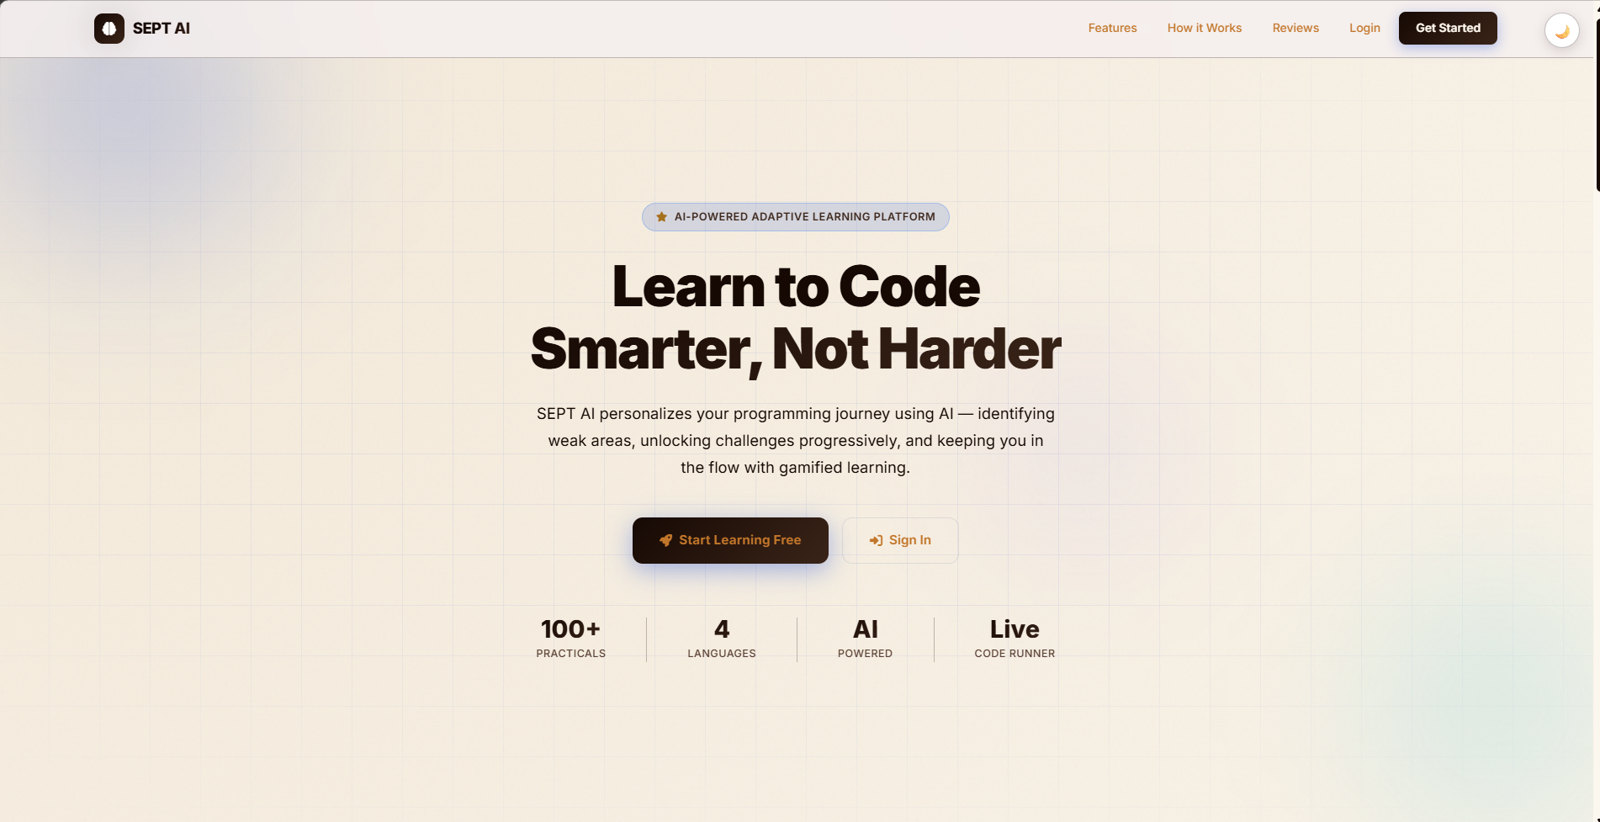 SEPT AI
Features
How it Works
Reviews
Login
Get Started
AI-POWERED ADAPTIVE LEARNING PLATFORM
Learn to Code
Smarter, Not Harder
SEPT AI personalizes your programming journey using AI — identifying
weak areas, unlocking challenges progressively, and keeping you in
the flow with gamified learning.
Start Learning Free
Sign In
100+
PRACTICALS
4
LANGUAGES
AI
POWERED
Live
CODE RUNNER